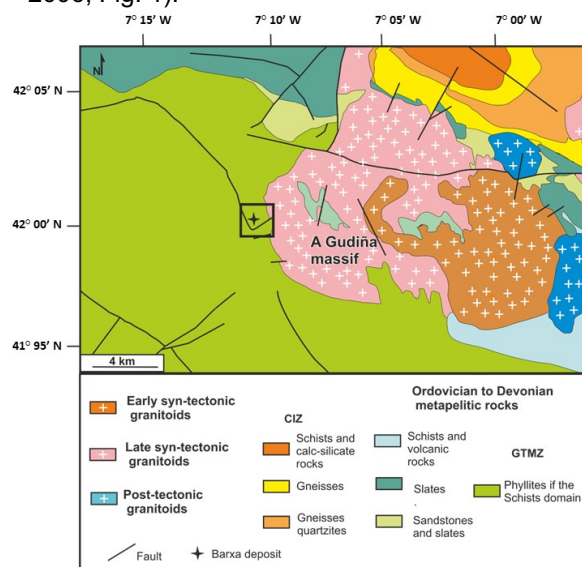 2006, Fig. 1).
7° 15' W
7° 10' W
7° 05' W
7° 00' W
42° 05' N
N
42° 00' N
A Gudiña
massif
41° 95' N
4 km
Early syn-tectonic
granitoids
Late syn-tectonic
granitoids
Post-tectonic
granitoids
Ordovician to Devonian
metapelitic rocks
CIZ
Schists and
calc-silicate
rocks
Gneisses
Gneisses
quartzites
Schists and
volcanic
rocks
Slates
.
Sandstones
and slates
GTMZ
Phyllites if the
Schists domain
Fault
Barxa deposit